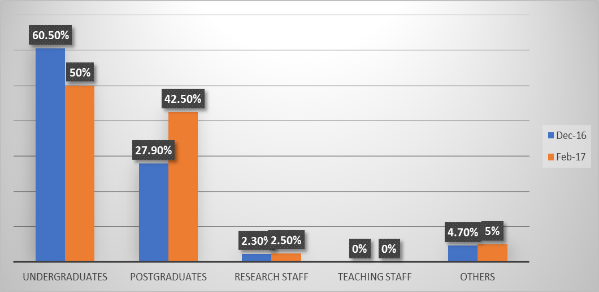 60.50%
50%
27.90%
42.50%
2.30%
2.50%
0%
0%
4.70%
5%
UNDERGRADUATES
POSTGRADUATES
RESEARCH STAFF
TEACHING STAFF
OTHERS
Dec-16
Feb-17